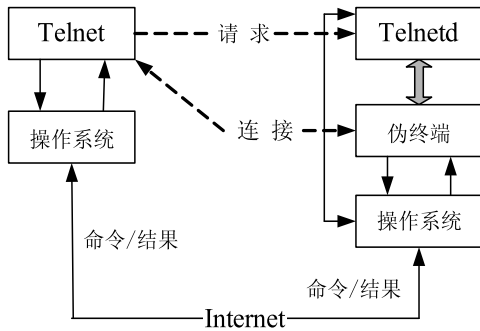 Telnet
请 求
Telnetd
操作系统
连 接
伪终端
操作系统
命令/结果
命令/结果
Internet